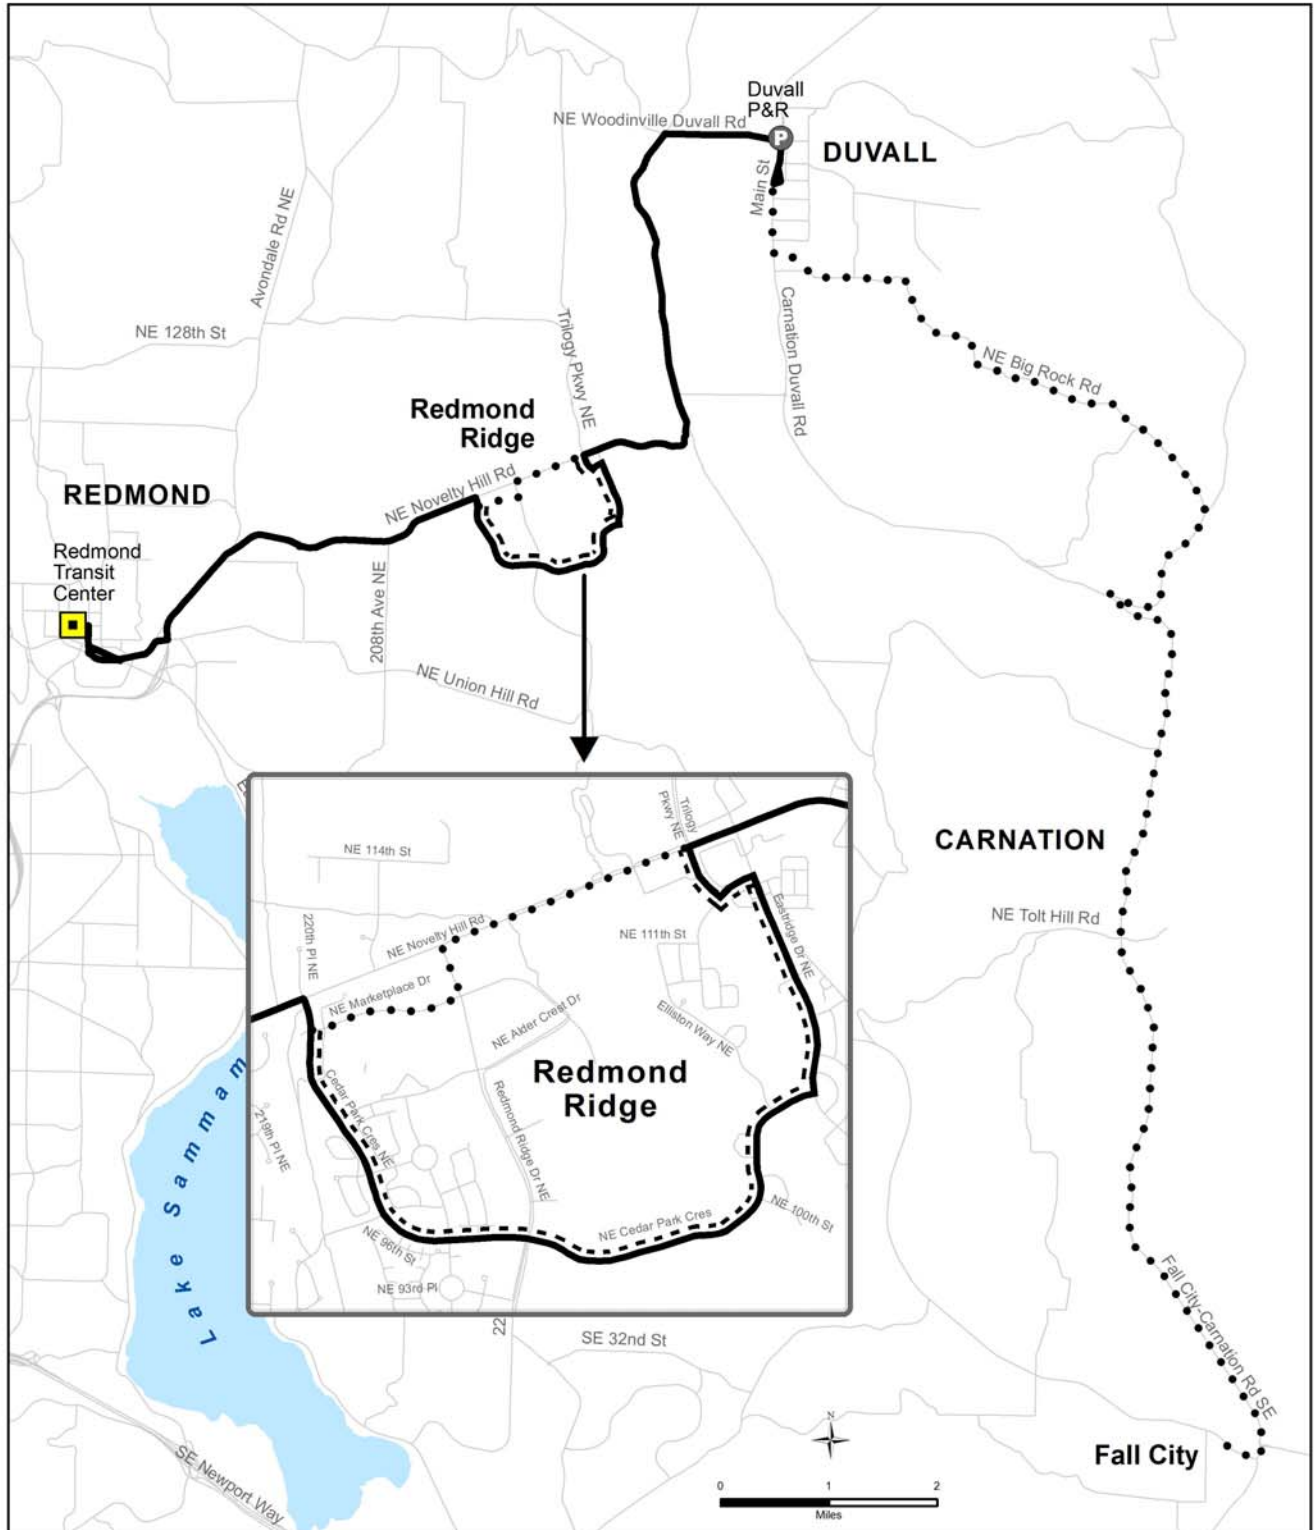 Duvall
P&R
NE Woodinville Duvall Rd
P
DUVALL
Main St
Avondale Rd NE
NE 128th St
Trilogy Pkwy NE
Carnation Duvall Rd
NE Big Rock Rd
Redmond
Ridge
NE Novelty Hill Rd
REDMOND
Redmond
Transit
Center
208th Ave NE
NE Union Hill Rd
Trilogy
Pkwy NE
NE 114th St
CARNATION
Eastridge Dr NE
NE Tolt Hill Rd
220th Pl NE
NE Novelty Hill Rd
NE 111th St
NE Marketplace Dr
NE Alder Crest Dr
Elliston Way NE
Redmond
Ridge
Cedar Park Cres NE
Redmond Ridge Dr NE
219th Pl NE
Lake Sammam
NE 100th St
NE Cedar Park Cres
NE 96th St
NE 93rd Pl
22
SE 32nd St
Fall City-Carnation Rd SE
N
Fall City
SE Newport Way
0 1 2
Miles